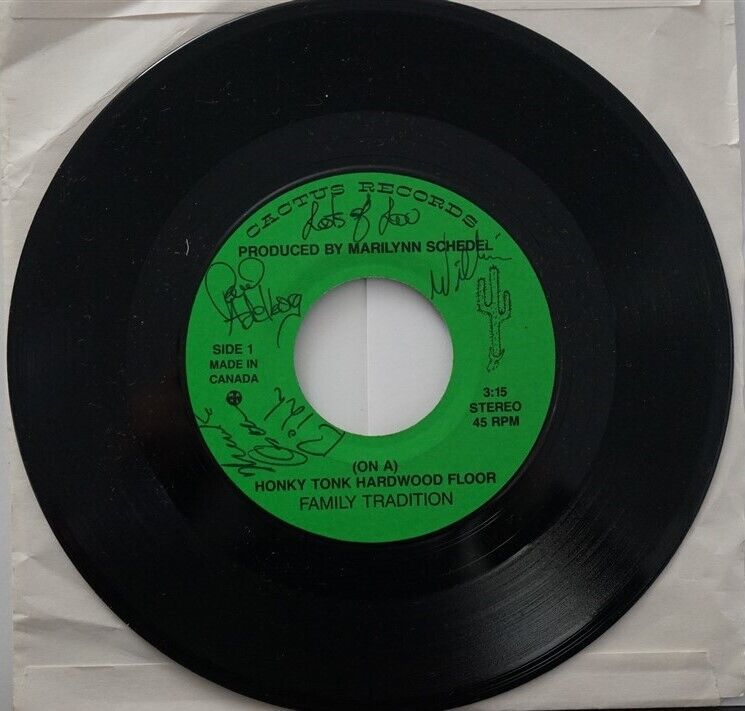 CACTUS RECORDS
Lots of Luv
PRODUCED BY MARILYNN SCHEDEL
SIDE 1
MADE IN
CANADA
3:15
STEREO
45 RPM
(ON A)
HONKY TONK HARDWOOD FLOOR
FAMILY TRADITION